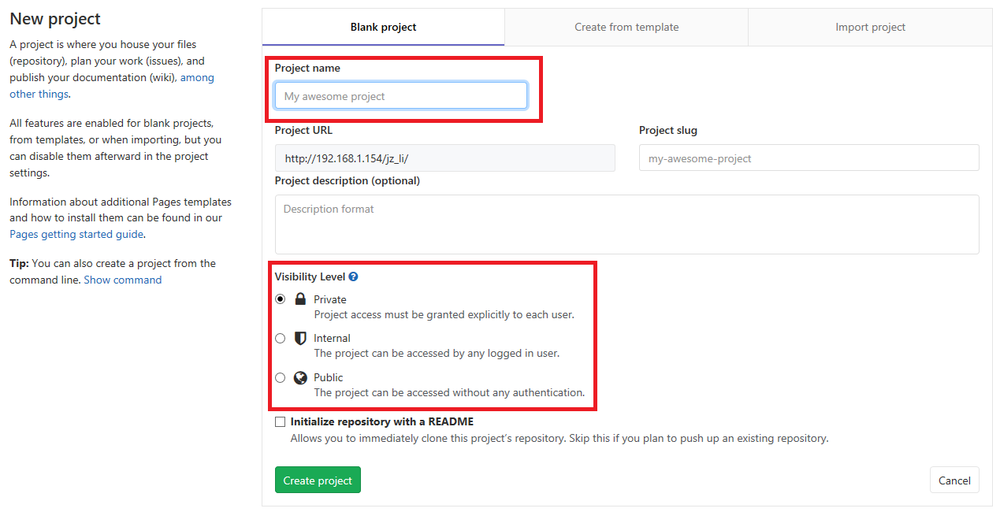 New project
A project is where you house your files
(repository), plan your work (issues), and
publish your documentation (wiki), among
other things.
All features are enabled for blank projects,
from templates, or when importing, but you
can disable them afterward in the project
settings.
Information about additional Pages templates
and how to install them can be found in our
Pages getting started guide.
Tip: You can also create a project from the
command line. Show command
Blank project
Create from template
Import project
Project name
My awesome project
Project URL
Project slug
http://192.168.1.154/jz_li/
my-awesome-project
Project description (optional)
Description format
Visibility Level
Private
Project access must be granted explicitly to each user.
Internal
The project can be accessed by any logged in user.
Public
The project can be accessed without any authentication.
Initialize repository with a README
Allows you to immediately clone this project’s repository. Skip this if you plan to push up an existing repository.
Create project
Cancel